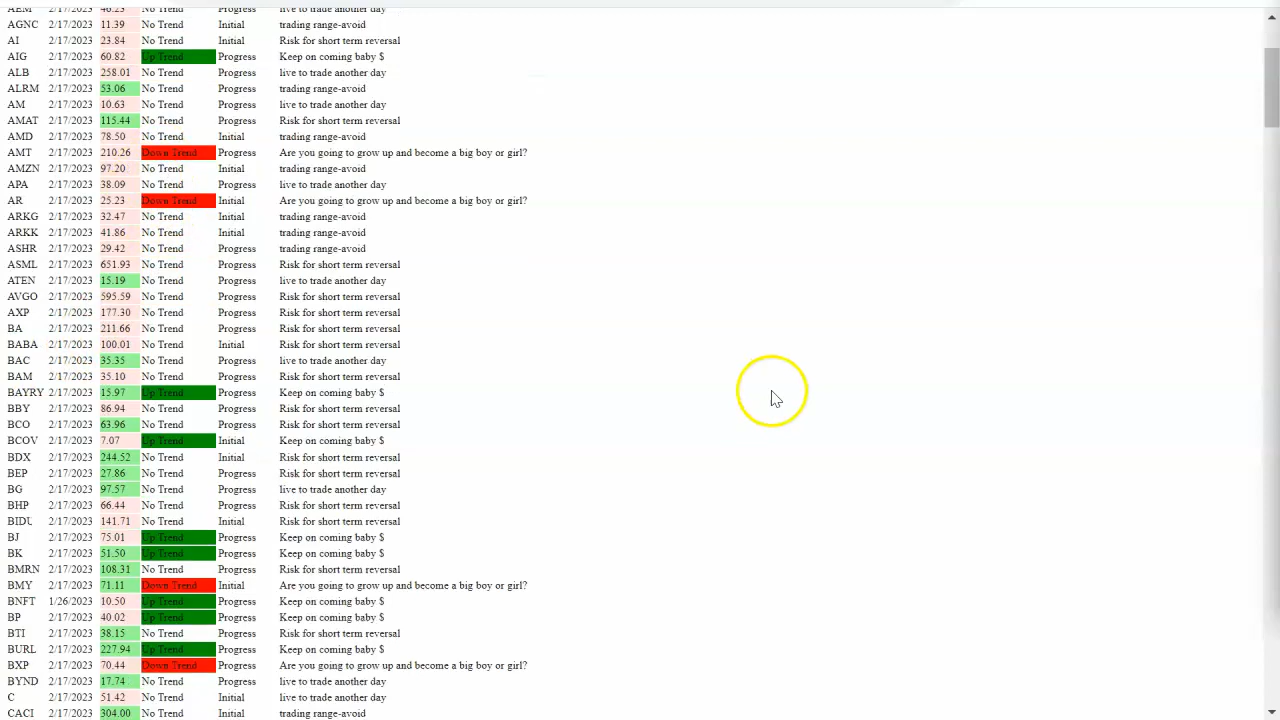 AEM 2/17/2023 46.25 No Trend Progress live to trade another day
AGNC 2/17/2023 11.39 No Trend Initial trading range-avoid
AI 2/17/2023 23.84 No Trend Initial Risk for short term reversal
AIG 2/17/2023 60.82 Up Trend Progress Keep on coming baby $
ALB 2/17/2023 258.01 No Trend Progress live to trade another day
ALRM 2/17/2023 53.06 No Trend Progress trading range-avoid
AM 2/17/2023 10.63 No Trend Progress live to trade another day
AMAT 2/17/2023 115.44 No Trend Progress Risk for short term reversal
AMD 2/17/2023 78.50 No Trend Initial trading range-avoid
AMT 2/17/2023 210.26 Down Trend Progress Are you going to grow up and become a big boy or girl?
AMZN 2/17/2023 97.20 No Trend Initial trading range-avoid
APA 2/17/2023 38.09 No Trend Progress live to trade another day
AR 2/17/2023 25.23 Down Trend Initial Are you going to grow up and become a big boy or girl?
ARKG 2/17/2023 32.47 No Trend Initial trading range-avoid
ARKK 2/17/2023 41.86 No Trend Initial trading range-avoid
ASHR 2/17/2023 29.42 No Trend Progress trading range-avoid
ASML 2/17/2023 651.93 No Trend Progress Risk for short term reversal
ATEN 2/17/2023 15.19 No Trend Progress live to trade another day
AVGO 2/17/2023 595.59 No Trend Progress Risk for short term reversal
AXP 2/17/2023 177.30 No Trend Progress Risk for short term reversal
BA 2/17/2023 211.66 No Trend Progress Risk for short term reversal
BABA 2/17/2023 100.01 No Trend Initial Risk for short term reversal
BAC 2/17/2023 35.35 No Trend Progress live to trade another day
BAM 2/17/2023 35.10 No Trend Progress Risk for short term reversal
BAYRY 2/17/2023 15.97 Up Trend Progress Keep on coming baby $
BBY 2/17/2023 86.94 No Trend Progress Risk for short term reversal
BCO 2/17/2023 63.96 No Trend Progress Risk for short term reversal
BCOV 2/17/2023 7.07 Up Trend Initial Keep on coming baby $
BDX 2/17/2023 244.52 No Trend Initial Risk for short term reversal
BEP 2/17/2023 27.86 No Trend Progress Risk for short term reversal
BG 2/17/2023 97.57 No Trend Progress live to trade another day
BHP 2/17/2023 66.44 No Trend Progress Risk for short term reversal
BIDU 2/17/2023 141.71 No Trend Initial Risk for short term reversal
BJ 2/17/2023 75.01 Up Trend Progress Keep on coming baby $
BK 2/17/2023 51.50 Up Trend Progress Keep on coming baby $
BMRN 2/17/2023 108.31 No Trend Progress Risk for short term reversal
BMY 2/17/2023 71.11 Down Trend Initial Are you going to grow up and become a big boy or girl?
BNFT 1/26/2023 10.50 Up Trend Progress Keep on coming baby $
BP 2/17/2023 40.02 Up Trend Progress Keep on coming baby $
BTI 2/17/2023 38.15 No Trend Progress Risk for short term reversal
BURL 2/17/2023 227.94 Up Trend Progress Keep on coming baby $
BXP 2/17/2023 70.44 Down Trend Progress Are you going to grow up and become a big boy or girl?
BYND 2/17/2023 17.74 No Trend Progress live to trade another day
C 2/17/2023 51.42 No Trend Initial live to trade another day
CACI 2/17/2023 304.00 No Trend Initial trading range-avoid